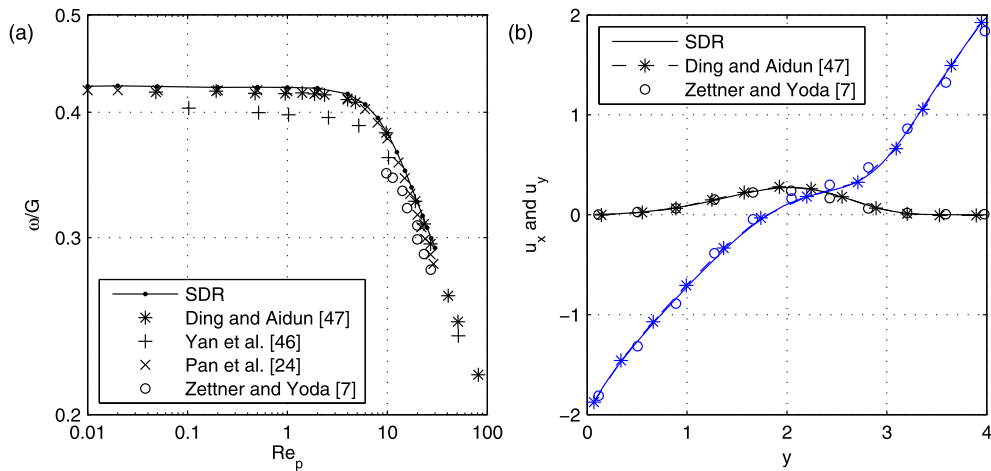 (a)
0.5
0.4
0.3
0.2
ω/G
0.01
0.1
1
10
100
Re_p
SDR
Ding and Aidun [47]
Yan et al. [46]
Pan et al. [24]
Zettner and Yoda [7]
(b)
2
1
0
−1
−2
u_x and u_y
0
1
2
3
4
y
SDR
Ding and Aidun [47]
Zettner and Yoda [7]